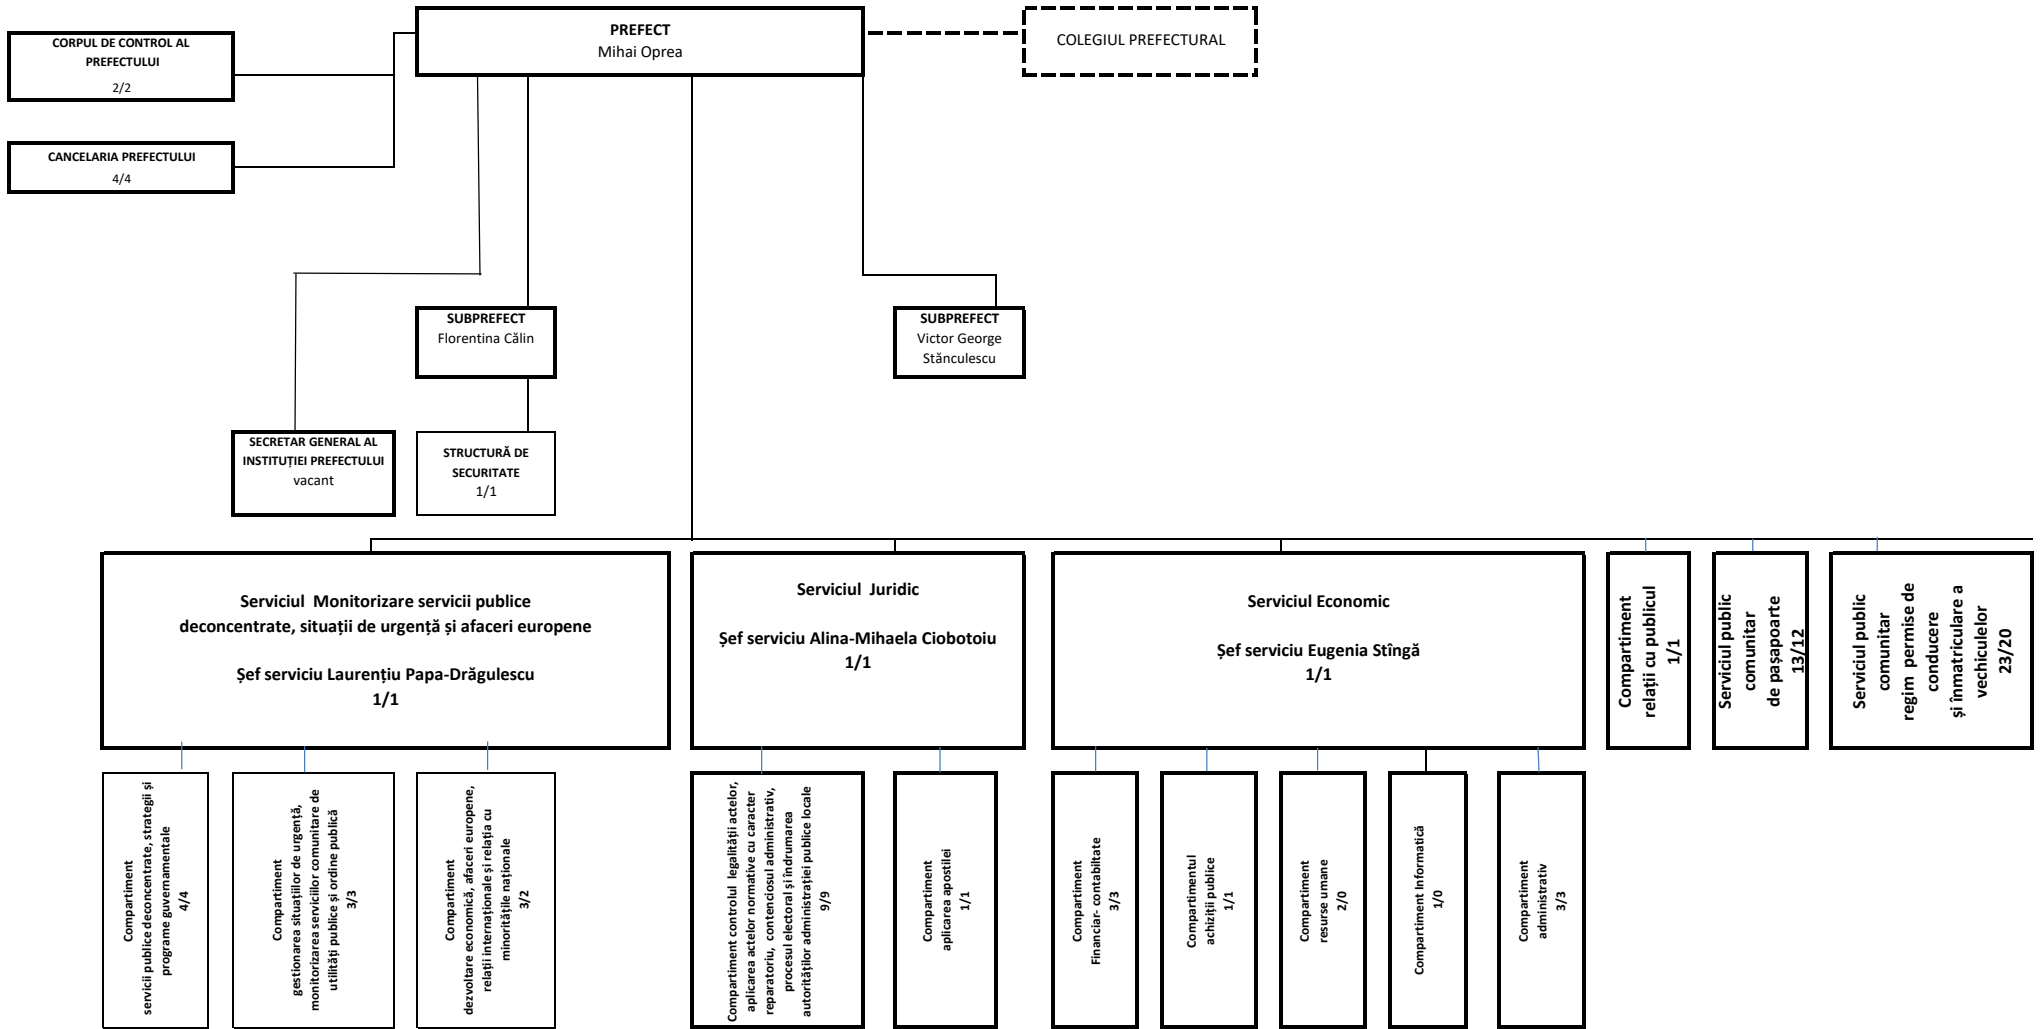 PREFECT
Mihai Oprea
COLEGIUL PREFECTURAL
CORPUL DE CONTROL AL
PREFECTULUI
2/2
CANCELARIA PREFECTULUI
4/4
SUBPREFECT
Florentina Călin
SUBPREFECT
Victor George
Stănculescu
SECRETAR GENERAL AL
INSTITUȚIEI PREFECTULUI
vacant
STRUCTURĂ DE
SECURITATE
1/1
Serviciul Monitorizare servicii publice
deconcentrate, situații de urgență și afaceri europene
Șef serviciu Laurențiu Papa-Drăgulescu
1/1
Serviciul Juridic
Șef serviciu Alina-Mihaela Ciobotoiu
1/1
Serviciul Economic
Șef serviciu Eugenia Stîngă
1/1
Compartiment
relații cu publicul
1/1
Serviciul public
comunitar
de pașapoarte
13/12
Serviciul public
comunitar
regim permise de
conducere
și înmatriculare a
vechiculelor
23/20
Compartiment
servicii publice deconcentrate, strategii și
programe guvernamentale
4/4
Compartiment
gestionarea situațiilor de urgență,
monitorizarea serviciilor comunitare de
utilități publice și ordine publică
3/3
Compartiment
dezvoltare economică, afaceri europene,
relații internaționale și relația cu
minoritățile naționale
3/2
Compartiment controlul legalității actelor,
aplicarea actelor normative cu caracter
reparatoriu, contenciosul administrativ,
procesul electoral și îndrumarea
autorităților administrației publice locale
9/9
Compartiment
aplicarea apostilei
1/1
Compartiment
Financiar- contabiltate
3/3
Compartimentul
achiziții publice
1/1
Compartiment
resurse umane
2/0
Compartiment Informatică
1/0
Compartiment
administrativ
3/3